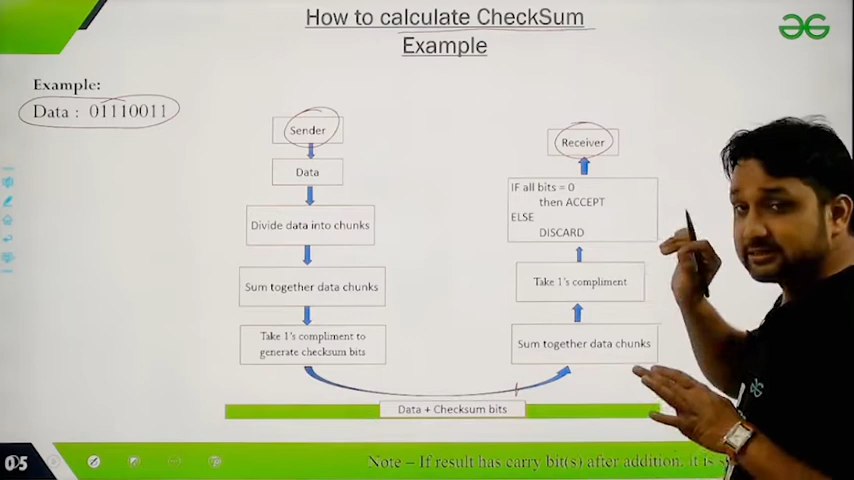 How to calculate CheckSum
Example
Example:
Data : 01110011
Sender
Data
Divide data into chunks
Sum together data chunks
Take 1's compliment to
generate checksum bits
Receiver
IF all bits = 0
then ACCEPT
ELSE
DISCARD
Take 1's compliment
Sum together data chunks
Data + Checksum bits
05
Note – If result has carry bit(s) after addition, it is